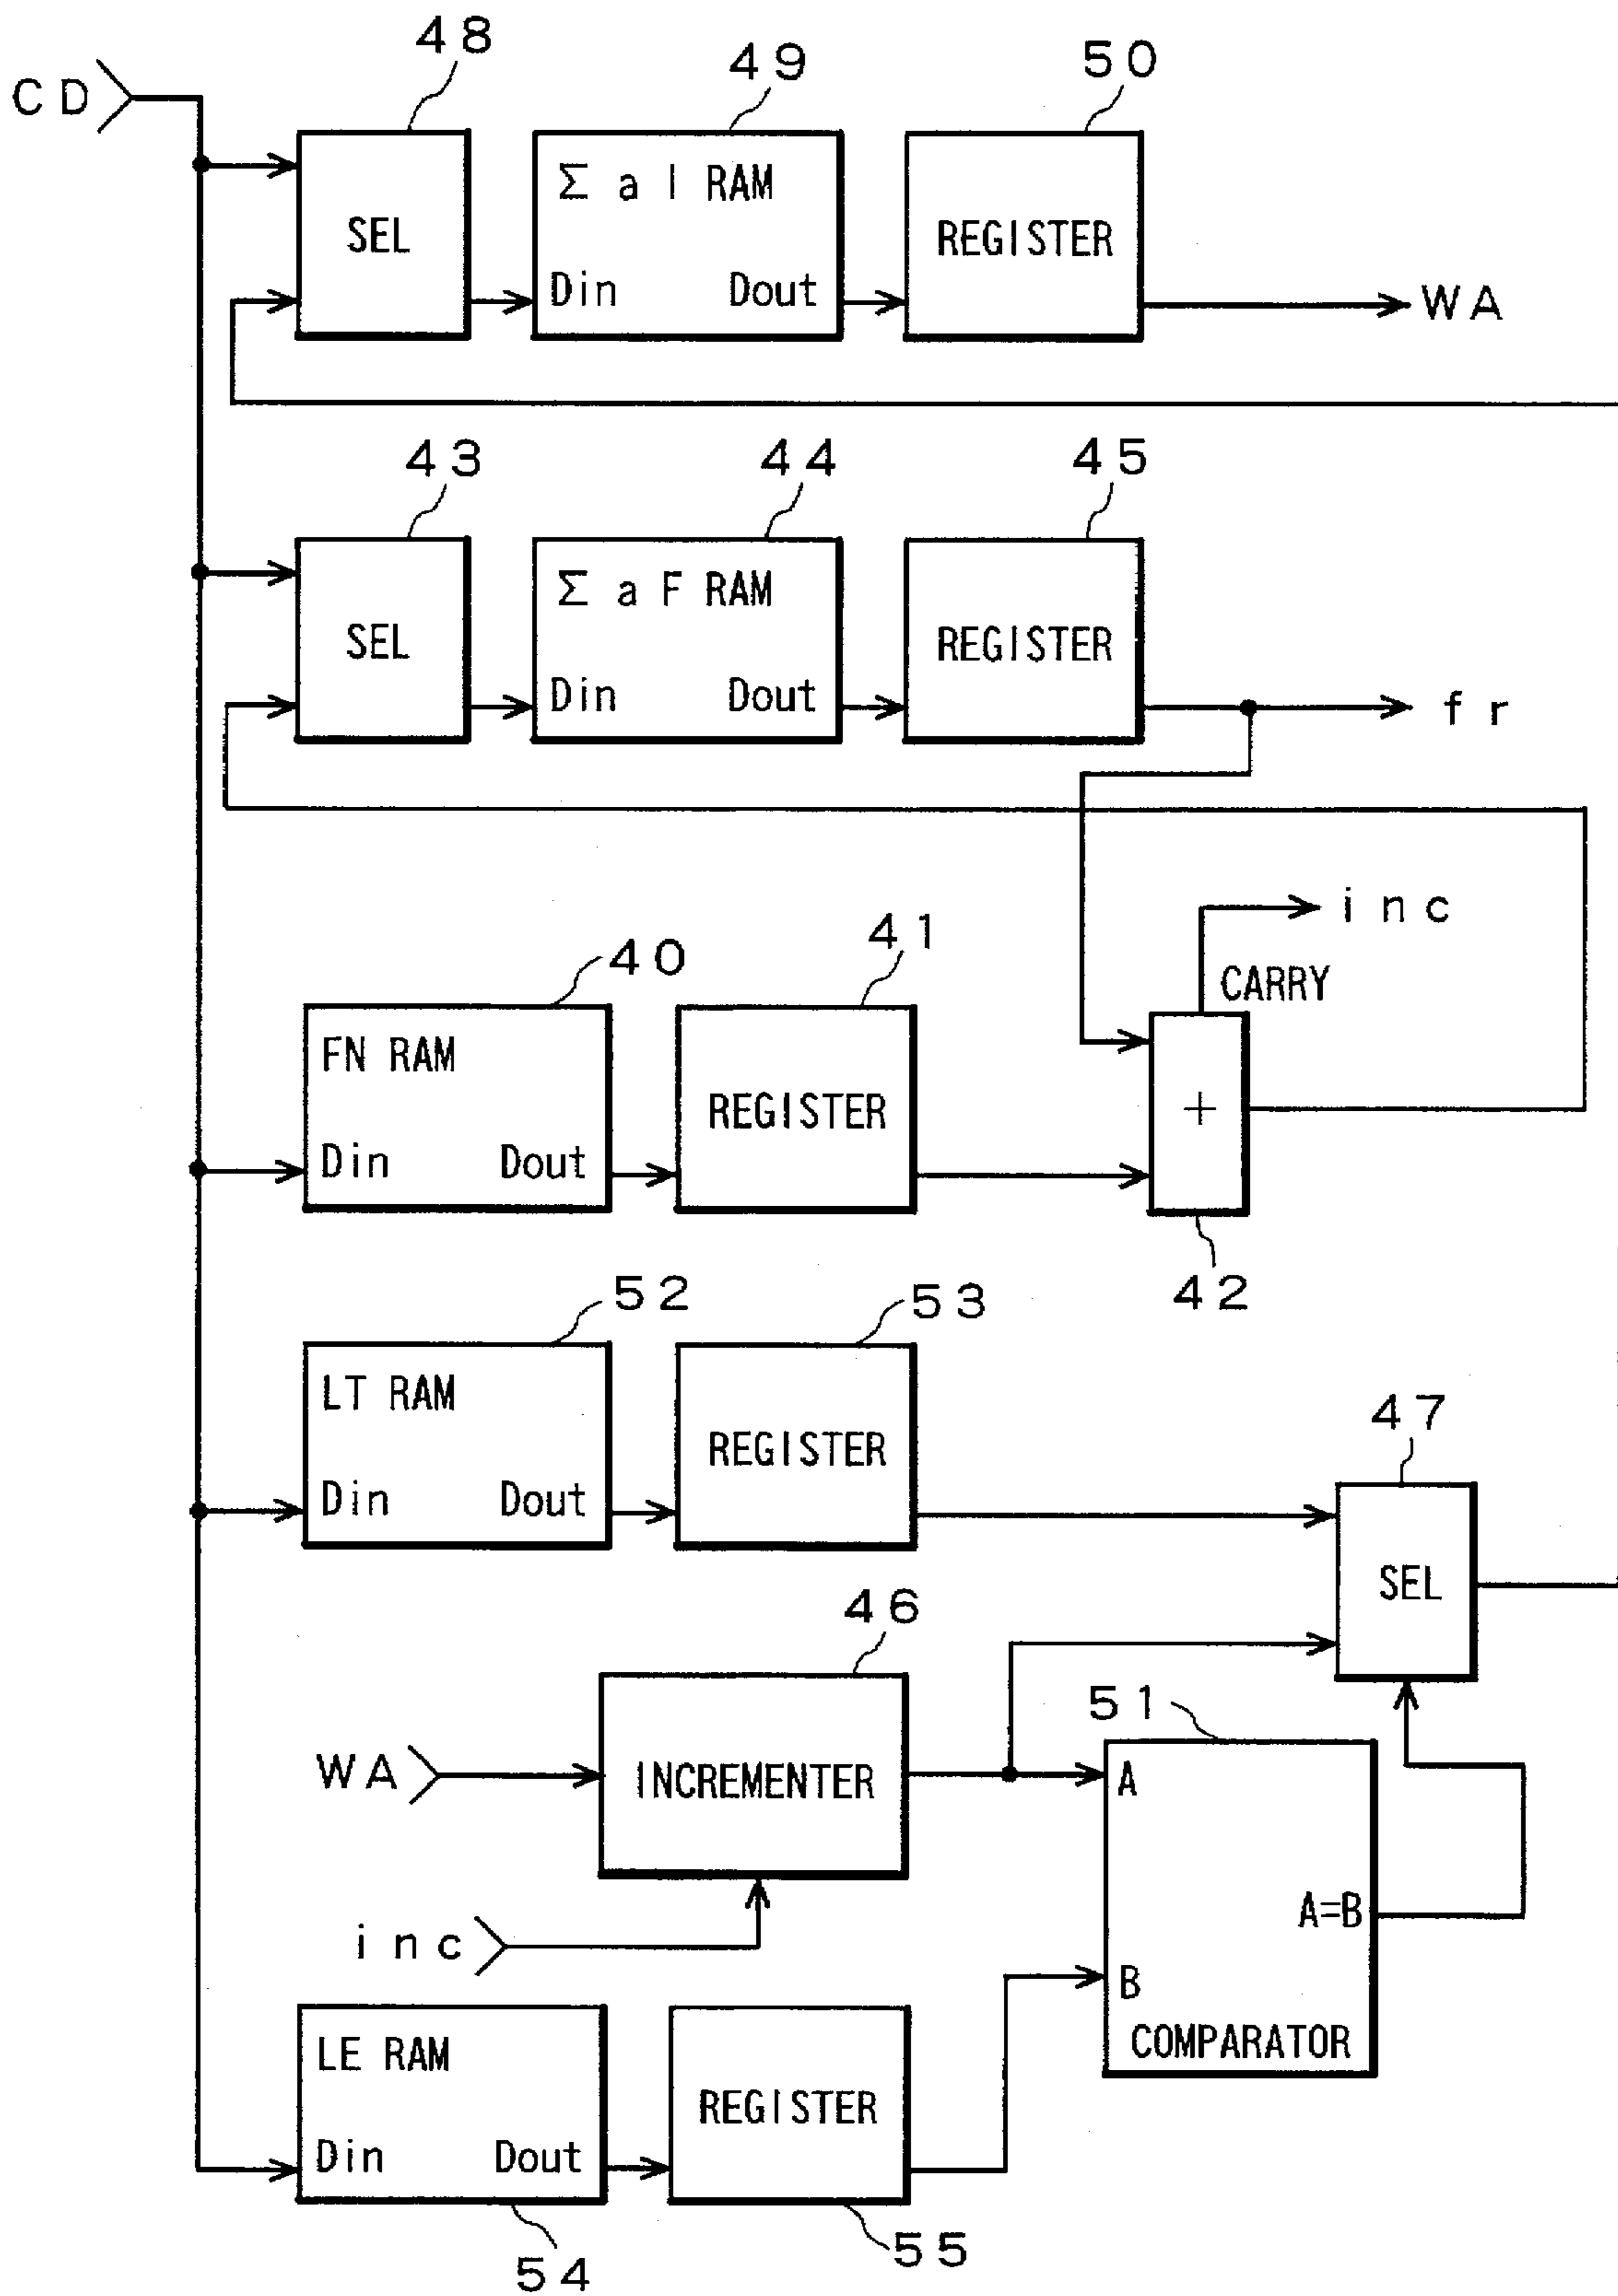 48
49
50
CD
Σ a I RAM
SEL
REGISTER
Din Dout
WA
43
44
45
Σ a F RAM
SEL
REGISTER
Din Dout
fr
inc
40
41
CARRY
FN RAM
REGISTER
+
Din Dout
42
52
53
LT RAM
REGISTER
Din Dout
47
SEL
46
51
WA
INCREMENTER
A
A=B
inc
B
COMPARATOR
LE RAM
REGISTER
Din Dout
54
55